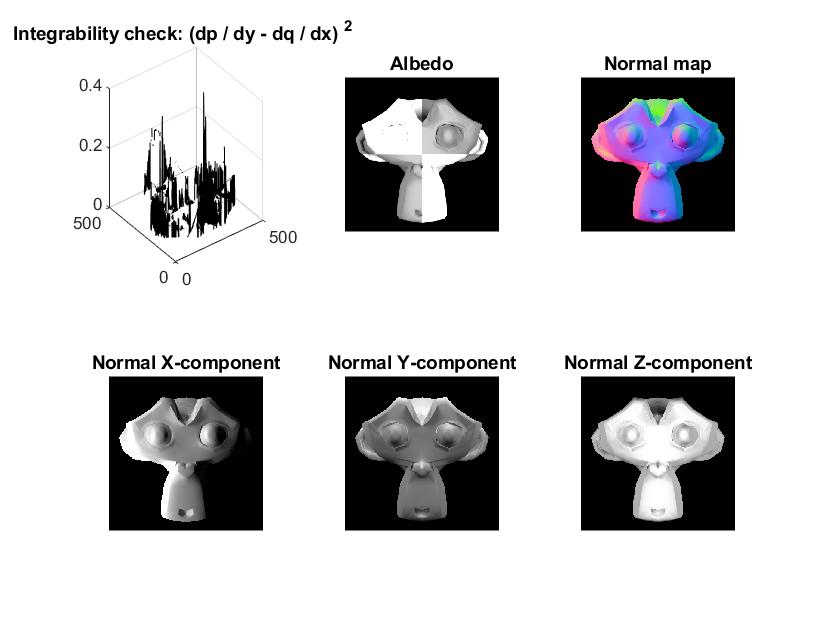 Integrability check: (dp / dy - dq / dx) ²
Albedo
Normal map
0.4
0.2
0
500
500
0 0
Normal X-component
Normal Y-component
Normal Z-component